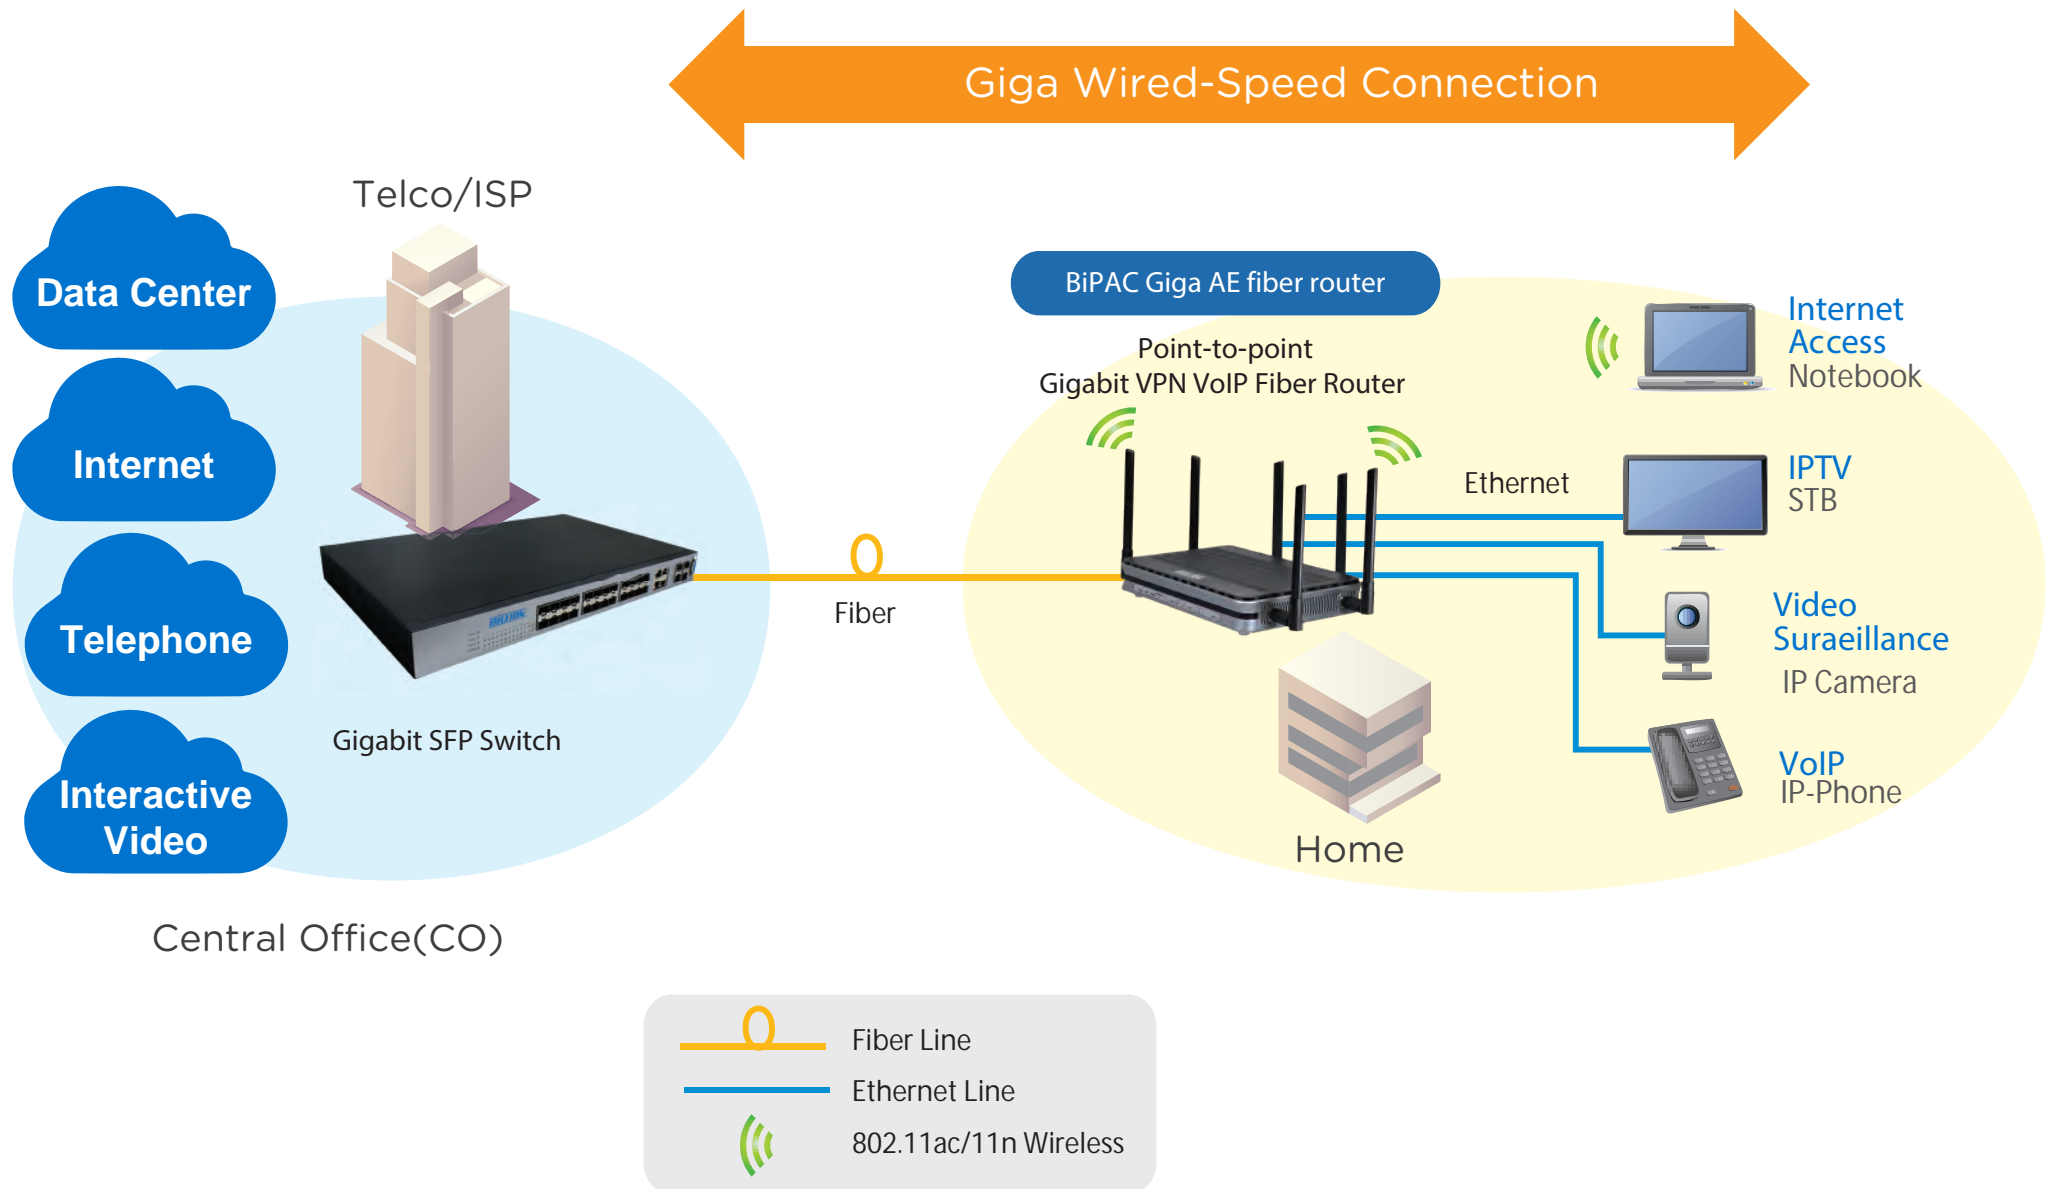 Giga Wired-Speed Connection
Telco/ISP
Data Center
Internet
Telephone
Interactive
Video
BILLION
Gigabit SFP Switch
Central Office(CO)
Fiber
BiPAC Giga AE fiber router
Point-to-point
Gigabit VPN VoIP Fiber Router
Ethernet
Home
Internet
Access
Notebook
IPTV
STB
Video
Suraeillance
IP Camera
VoIP
IP-Phone
Fiber Line
Ethernet Line
802.11ac/11n Wireless